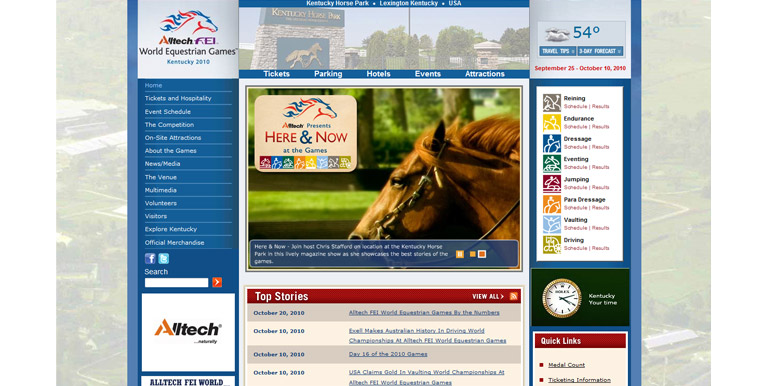 Kentucky Horse Park • Lexington Kentucky • USA
Alltech FEI
World Equestrian Games™
Kentucky 2010
KENTUCKY HORSE PARK
54°
TRAVEL TIPS
3-DAY FORECAST
Tickets
Parking
Hotels
Events
Attractions
September 25 - October 10, 2010
Home
Tickets and Hospitality
Event Schedule
The Competition
On-Site Attractions
About the Games
News/Media
The Venue
Multimedia
Volunteers
Visitors
Explore Kentucky
Official Merchandise
Search
Alltech®
...naturally
ALLTECH FEI WORLD
Alltech® Presents
HERE & NOW
at the Games
Here & Now - Join host Chris Stafford on location at the Kentucky Horse
Park in this lively magazine show as she showcases the best stories of the
games.
Top Stories
VIEW ALL >
October 20, 2010
Alltech FEI World Equestrian Games By the Numbers
October 10, 2010
Exell Makes Australian History In Driving World
Championships At Alltech FEI World Equestrian Games
October 10, 2010
Day 16 of the 2010 Games
October 10, 2010
USA Claims Gold In Vaulting World Championships At
Alltech FEI World Equestrian Games
Reining
Schedule | Results
Endurance
Schedule | Results
Dressage
Schedule | Results
Eventing
Schedule | Results
Jumping
Schedule | Results
Para Dressage
Schedule | Results
Vaulting
Schedule | Results
Driving
Schedule | Results
ROLEX
Kentucky
Your time
Quick Links
Medal Count
Ticketing Information